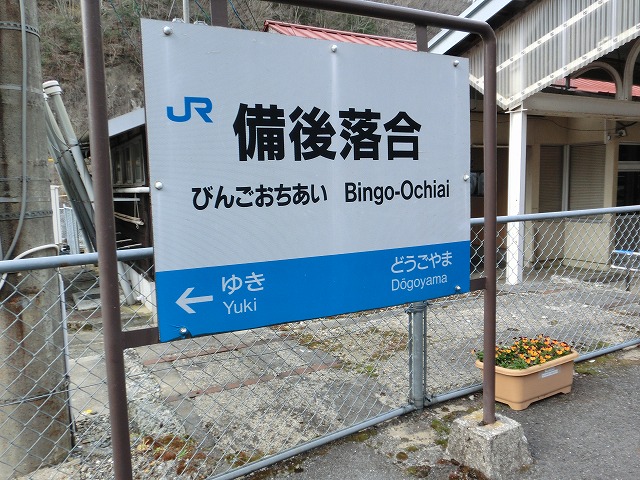 JR
備後落合
びんごおちあい Bingo-Ochiai
← ゆき どうごやま
Yuki Dōgoyama